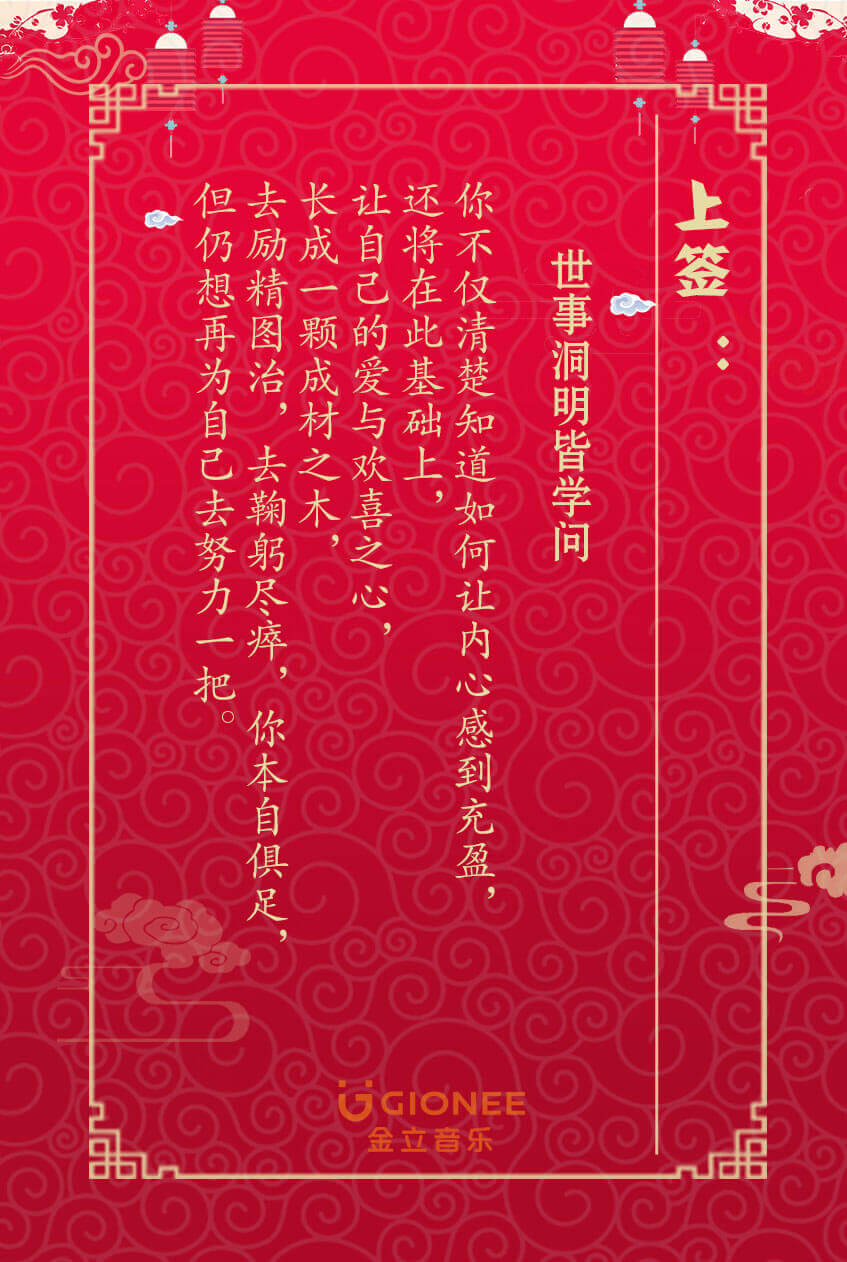 上签：
世事洞明皆学问
你不仅清楚知道如何让内心感到充盈，
还将在此基础上，
让自己的爱与欢喜之心，
长成一颗成材之木，
去励精图治，去鞠躬尽瘁，你本自俱足，
但仍想再为自己去努力一把。
GIONEE
金立音乐